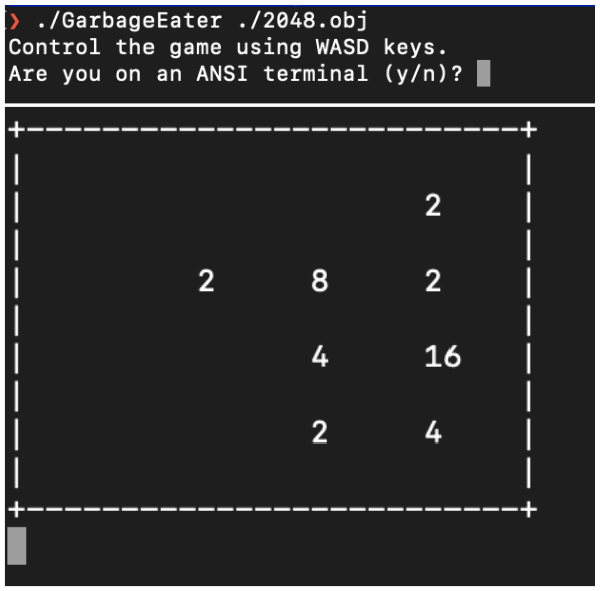 ❯ ./GarbageEater ./2048.obj
Control the game using WASD keys.
Are you on an ANSI terminal (y/n)?
+---------------------------+
2
2 8 2
4 16
2 4
+---------------------------+